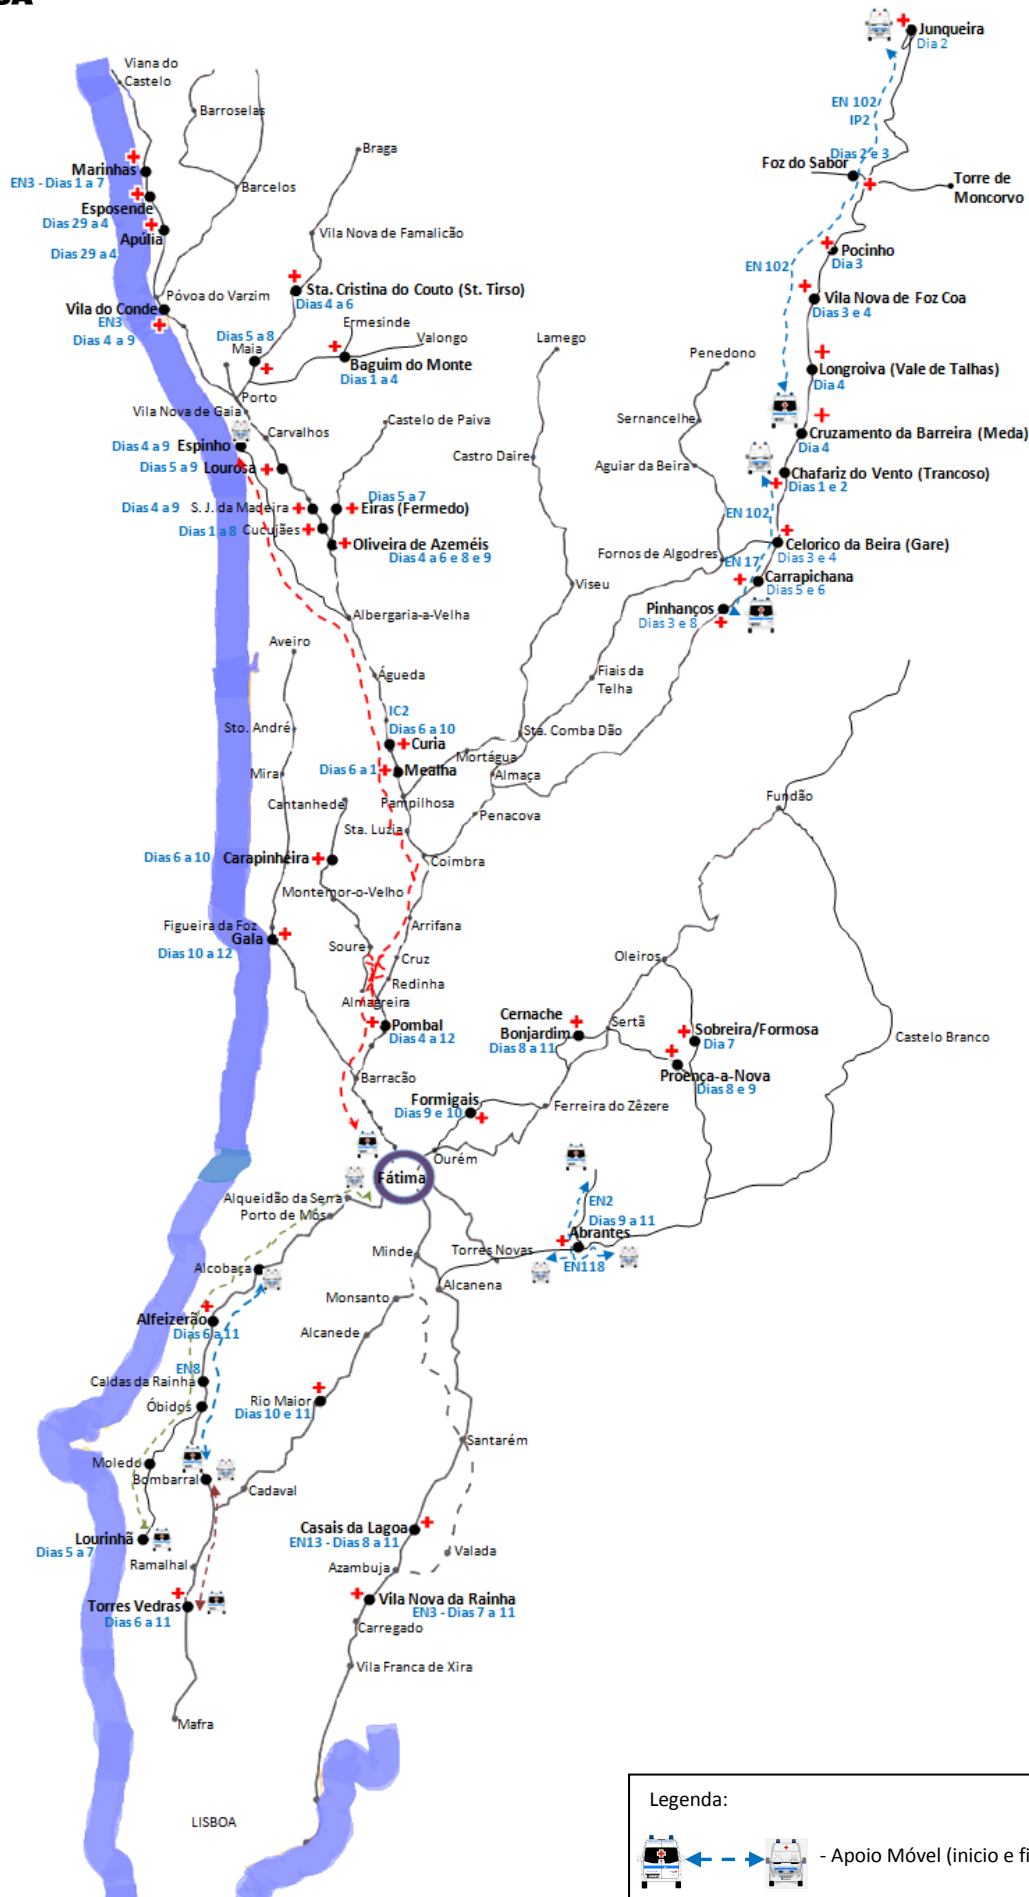 Junqueira
Dia 2
Viana do
Castelo
EN 102
IP2
Barroselas
Braga
Dias 2 e 3
Foz do Sabor
Marinhas
EN3 - Dias 1 a 7
Torre de
Moncorvo
Barcelos
Esposende
Dias 29 a 4
Apúlia
Dias 29 a 4
Vila Nova de Famalicão
Pocinho
Dia 3
EN 102
Póvoa do Varzim
Sta. Cristina do Couto (St. Tirso)
Dias 4 a 6
Vila Nova de Foz Coa
Dias 3 e 4
Vila do Conde
EN3
Dias 4 a 9
Ermesinde
Dias 5 a 8
Maia
Valongo
Lamego
Penedono
Baguim do Monte
Dias 1 a 4
Longroiva (Vale de Talhas)
Dia 4
Porto
Vila Nova de Gaia
Castelo de Paiva
Sernancelhe
Carvalhos
Cruzamento da Barreira (Meda)
Dia 4
Dias 4 a 9
Espinho
Castro Daire
Aguiar da Beira
Dias 5 a 9
Lourosa
Chafariz do Vento (Trancoso)
Dias 1 e 2
Dias 5 a 7
Eiras (Fermedo)
Dias 4 a 9
S. J. da Madeira
EN 102
Dias 1 a 8
Cucujães
Oliveira de Azeméis
Dias 4 a 6 e 8 e 9
Celorico da Beira (Gare)
Dias 3 e 4
Fornos de Algodres
EN 17
Carrapichana
Dias 5 e 6
Viseu
Pinhanços
Dias 3 e 8
Albergaria-a-Velha
Aveiro
Águeda
Fiais da
Telha
IC2
Dias 6 a 10
Sto. André
Curia
Sta. Comba Dão
Mortágua
Dias 6 a 1
Mealha
Almaça
Mira
Cantanhede
Pampilhosa
Fundão
Sta. Luzia
Penacova
Dias 6 a 10
Carapinheira
Coimbra
Montemor-o-Velho
Figueira da Foz
Gala
Dias 10 a 12
Arrifana
Soure
Cruz
Oleiros
Redinha
Almagreira
Pombal
Dias 4 a 12
Cernache
Bonjardim
Dias 8 a 11
Sertã
Sobreira/Formosa
Dia 7
Castelo Branco
Proença-a-Nova
Dias 8 e 9
Barracão
Formigais
Dias 9 e 10
Ferreira do Zêzere
Ourém
Fátima
Alqueidão da Serra
Porto de Mós
EN2
Dias 9 a 11
Abrantes
Minde
Torres Novas
EN118
Alcobaça
Alcanena
Monsanto
Alfeizerão
Dias 6 a 11
Alcanede
EN8
Caldas da Rainha
Rio Maior
Dias 10 e 11
Óbidos
Santarém
Moledo
Bombarral
Cadaval
Casais da Lagoa
EN13 - Dias 8 a 11
Lourinhã
Dias 5 a 7
Valada
Ramalhal
Azambuja
Torres Vedras
Dias 6 a 11
Vila Nova da Rainha
EN3 - Dias 7 a 11
Carregado
Vila Franca de Xira
Mafra
LISBOA
Legenda:
- Apoio Móvel (inicio e fi